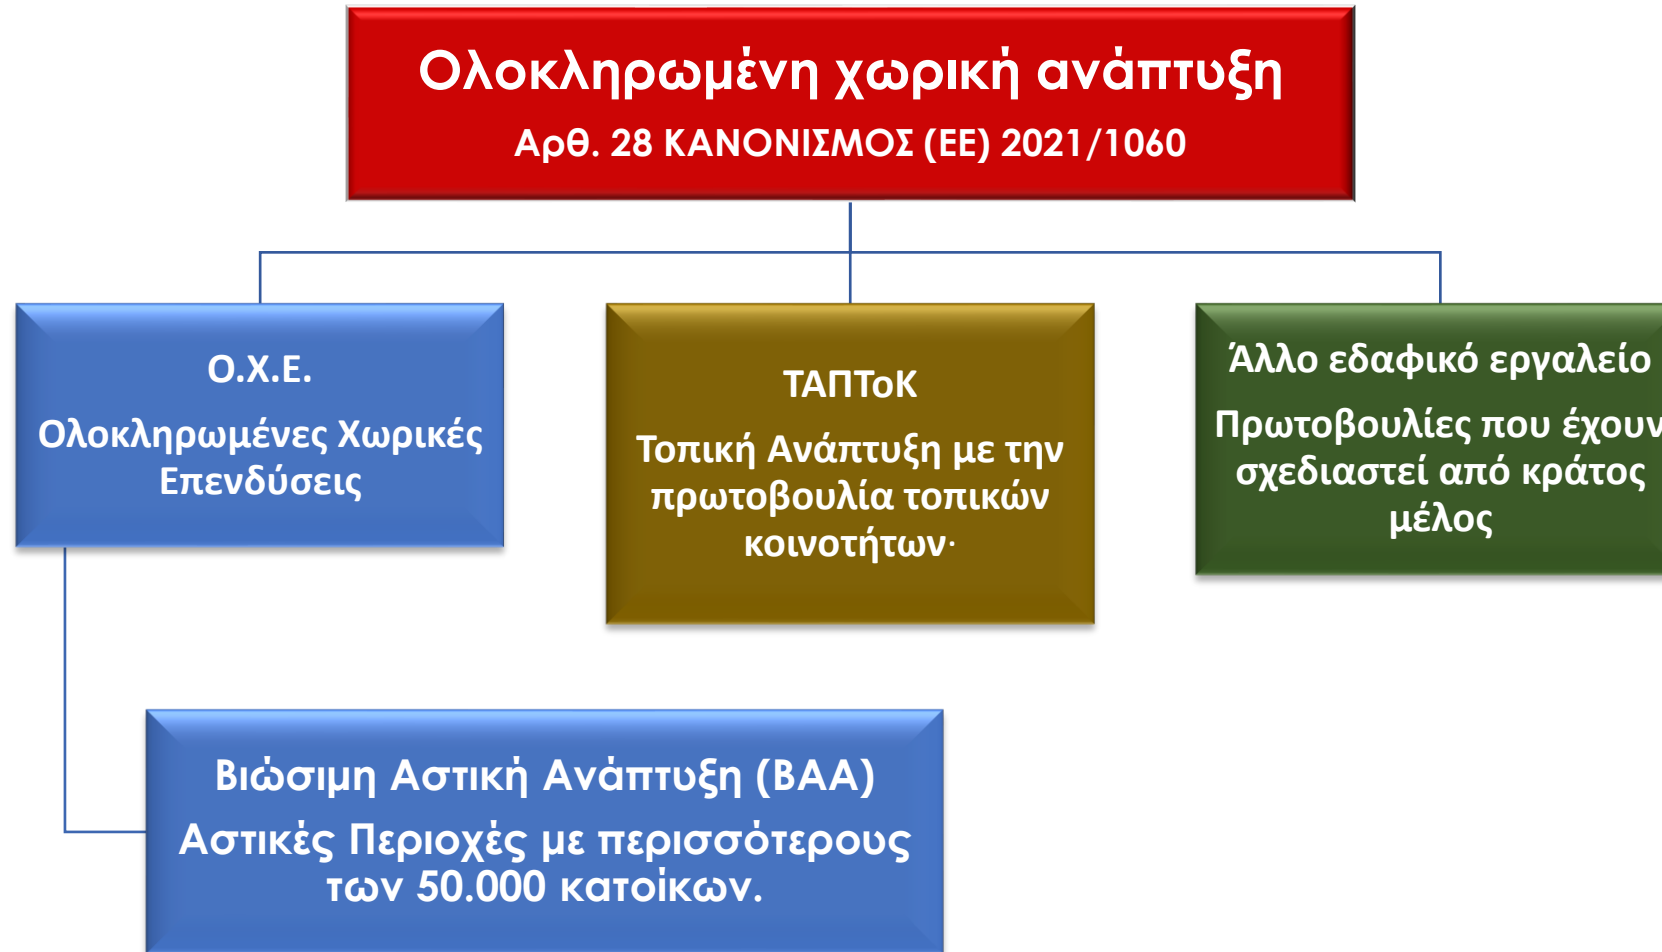 Ολοκληρωμένη χωρική ανάπτυξη
Αρθ. 28 ΚΑΝΟΝΙΣΜΟΣ (ΕΕ) 2021/1060
Ο.Χ.Ε.
Ολοκληρωμένες Χωρικές
Επενδύσεις
ΤΑΠΤοΚ
Τοπική Ανάπτυξη με την
πρωτοβουλία τοπικών
κοινοτήτων·
Άλλο εδαφικό εργαλείο
Πρωτοβουλίες που έχουν
σχεδιαστεί από κράτος
μέλος
Βιώσιμη Αστική Ανάπτυξη (ΒΑΑ)
Αστικές Περιοχές με περισσότερους
των 50.000 κατοίκων.